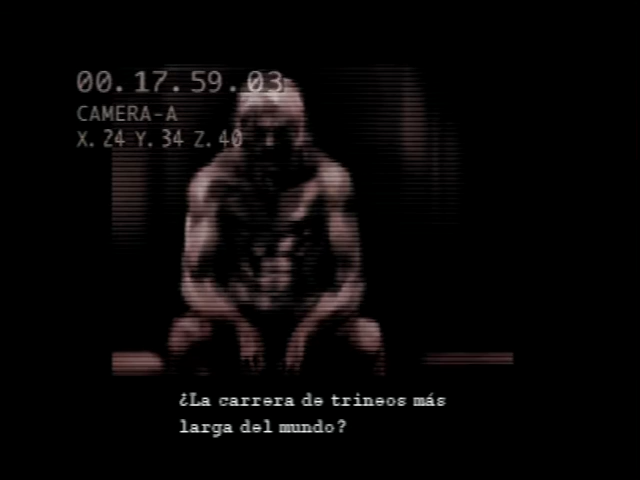 00.17.59.03
CAMERA-A
X.24 Y.34 Z.40
¿La carrera de trineos más
larga del mundo?